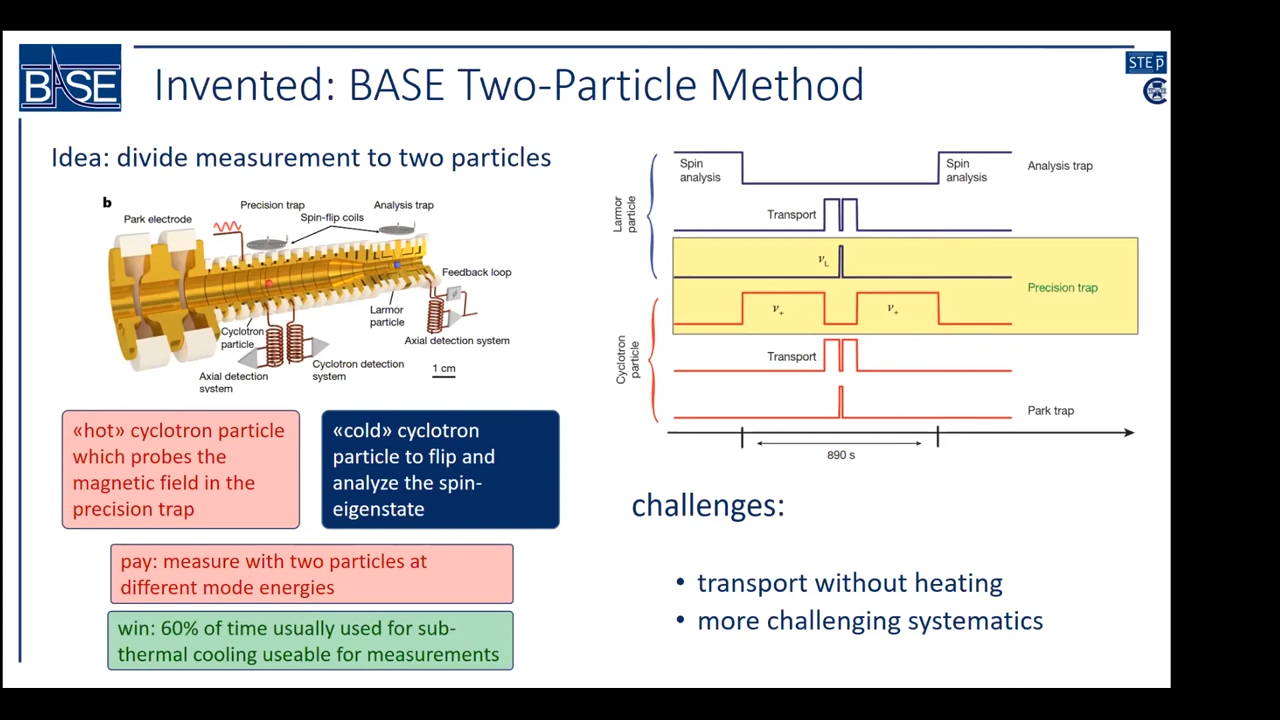 BASE
Invented: BASE Two-Particle Method
STEp
Idea: divide measurement to two particles
b
Precision trap
Analysis trap
Park electrode
Spin-flip coils
Feedback loop
Larmor
particle
Cyclotron
particle
Axial detection system
Cyclotron detection
system
Axial detection
system
1 cm
«hot» cyclotron particle
which probes the
magnetic field in the
precision trap
«cold» cyclotron
particle to flip and
analyze the spin-
eigenstate
pay: measure with two particles at
different mode energies
win: 60% of time usually used for sub-
thermal cooling useable for measurements
Larmor
particle
Spin
analysis
Spin
analysis
Analysis trap
Transport
νL
Precision trap
ν+
ν+
Cyclotron
particle
Transport
Park trap
890 s
challenges:
• transport without heating
• more challenging systematics